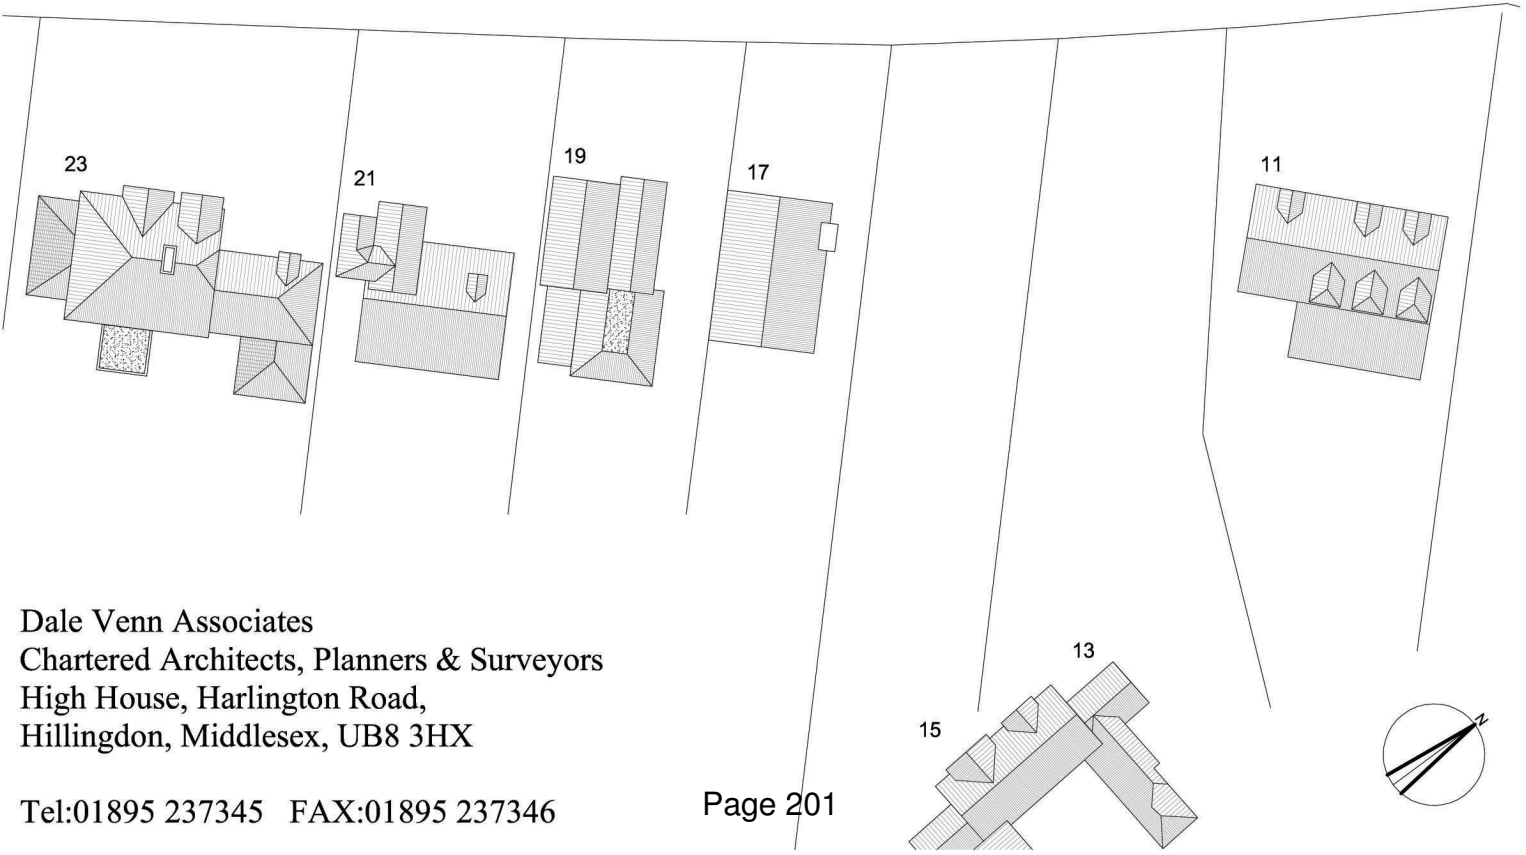 23
21
19
17
11
13
15
N
Dale Venn Associates
Chartered Architects, Planners & Surveyors
High House, Harlington Road,
Hillingdon, Middlesex, UB8 3HX
Tel:01895 237345 FAX:01895 237346
Page 201